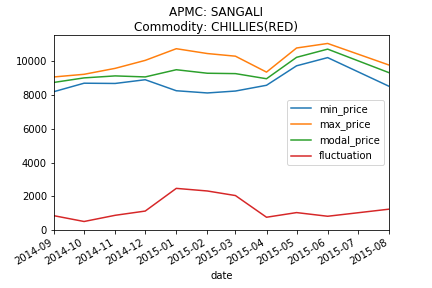 APMC: SANGALI
Commodity: CHILLIES(RED)
10000
8000
6000
4000
2000
0
min_price
max_price
modal_price
fluctuation
2014-09
2014-10
2014-11
2014-12
2015-01
2015-02
2015-03
2015-04
2015-05
2015-06
2015-07
2015-08
date